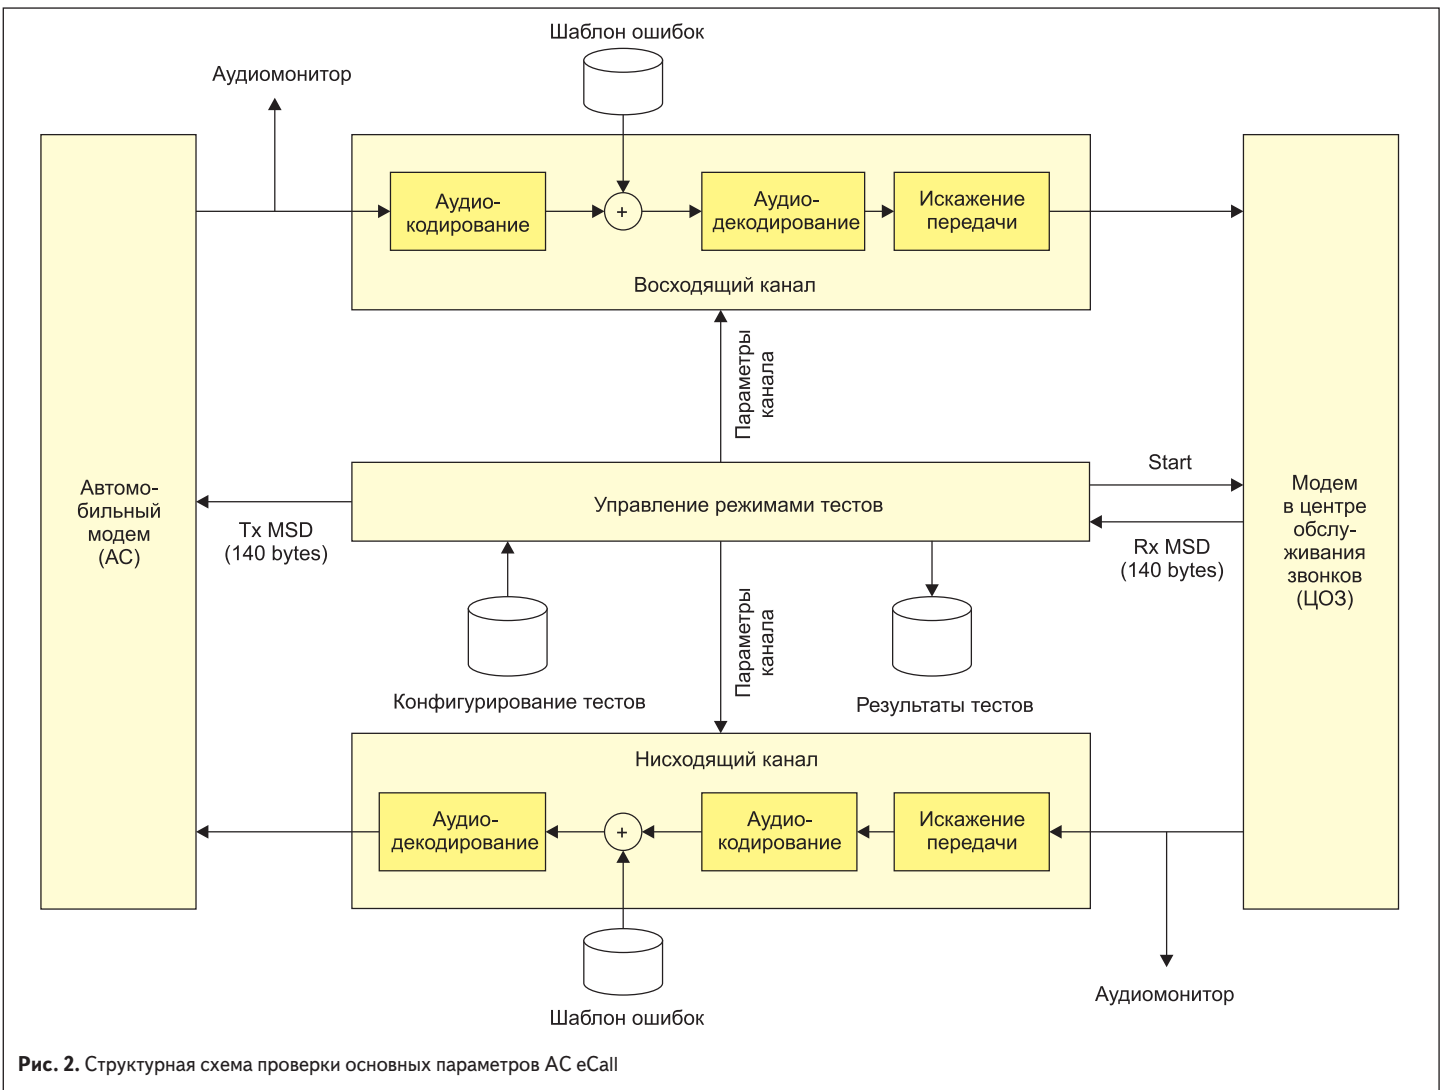 Шаблон ошибок
Аудиомонитор
Аудио-
кодирование
+
Аудио-
декодирование
Искажение
передачи
Восходящий канал
Параметры
канала
Автомо-
бильный
модем
(АС)
Tx MSD
(140 bytes)
Управление режимами тестов
Start
Rx MSD
(140 bytes)
Модем
в центре
обслу-
живания
звонков
(ЦОЗ)
Конфигурирование тестов
Параметры
канала
Результаты тестов
Нисходящий канал
Аудио-
декодирование
+
Аудио-
кодирование
Искажение
передачи
Шаблон ошибок
Аудиомонитор
Рис. 2. Структурная схема проверки основных параметров АС eCall